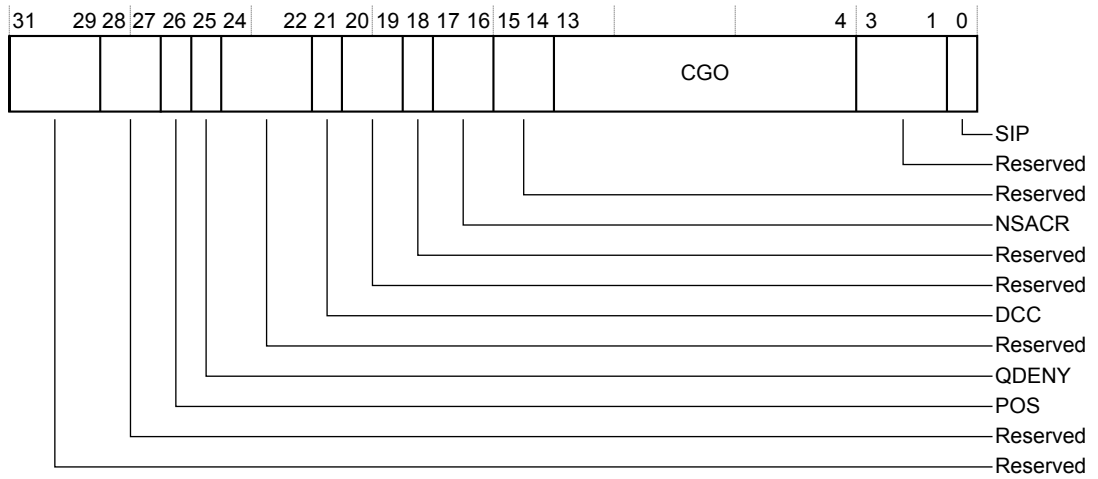 31 29 28 27 26 25 24 22 21 20 19 18 17 16 15 14 13 4 3 1 0
CGO
SIP
Reserved
Reserved
NSACR
Reserved
Reserved
DCC
Reserved
QDENY
POS
Reserved
Reserved